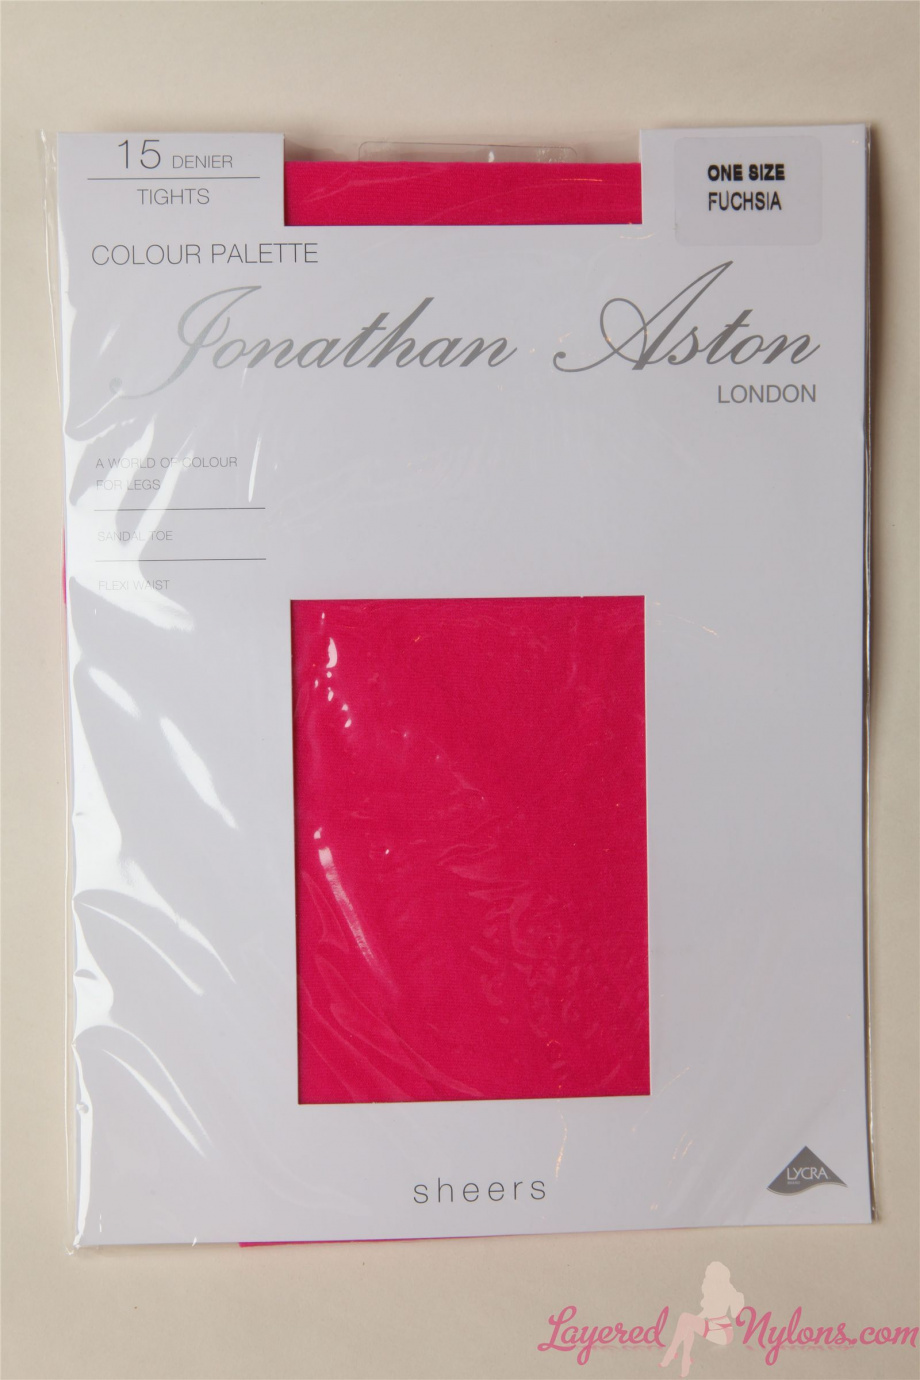 15 DENIER
TIGHTS
ONE SIZE
FUCHSIA
COLOUR PALETTE
Jonathan Aston
LONDON
A WORLD OF COLOUR
FOR LEGS
SANDAL TOE
FLEXI WAIST
sheers
LYCRA
LayeredNylons.com